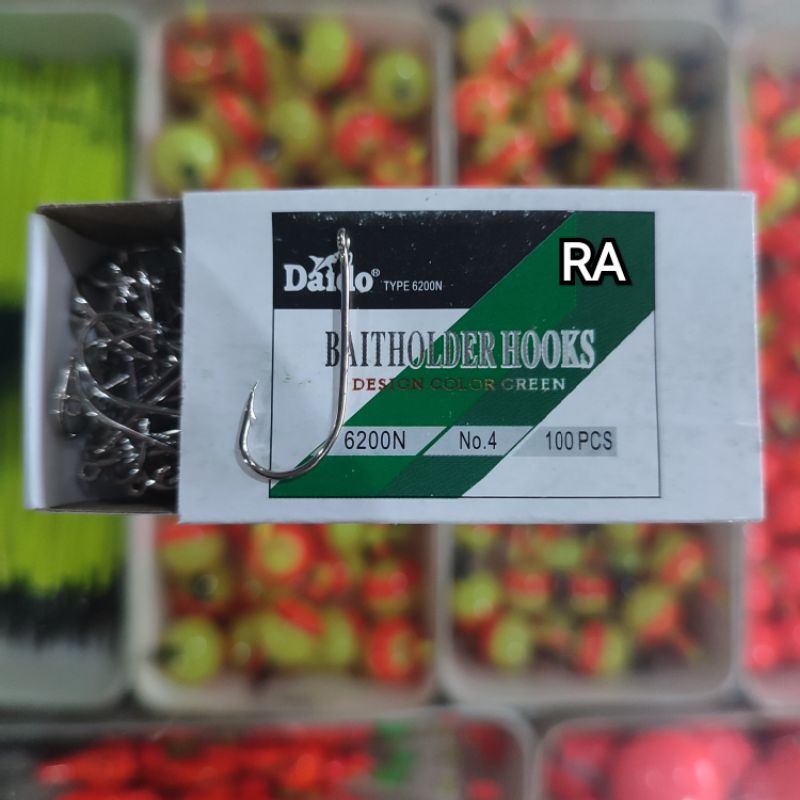 RA
Daido® TYPE 6200N
BAITHOLDER HOOKS
DESIGN COLOR GREEN
6200N No.4 100 PCS